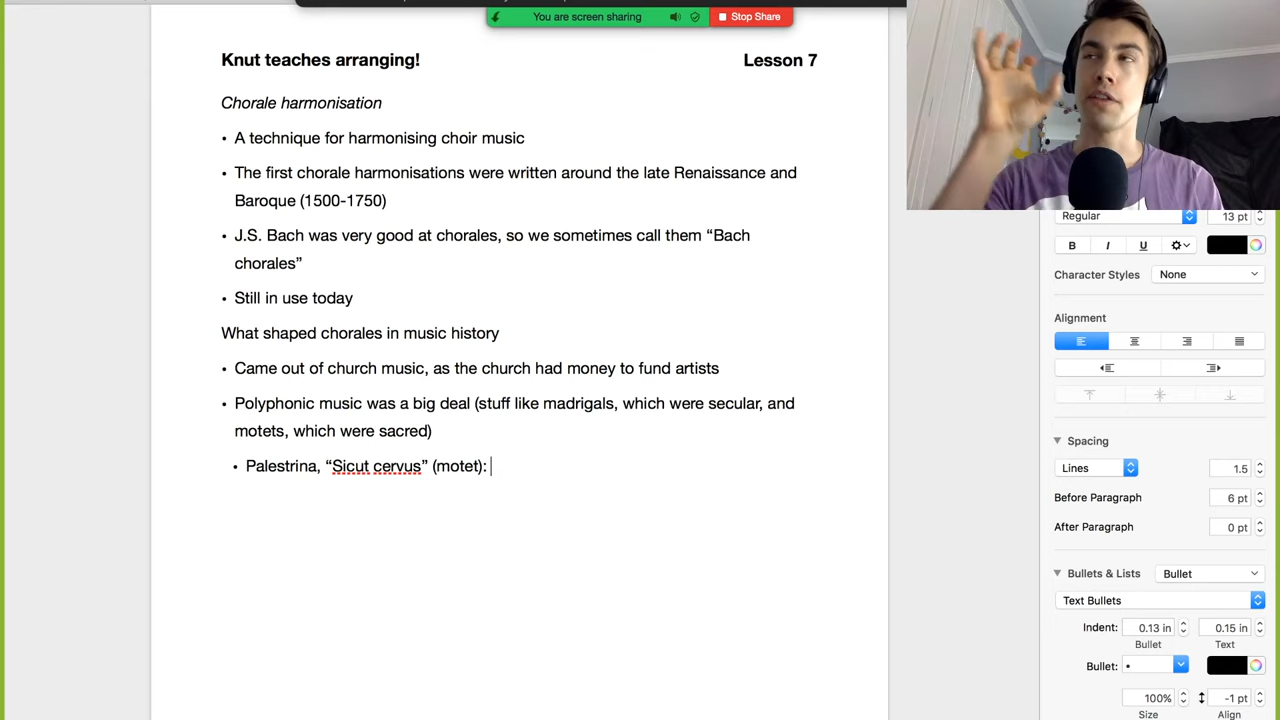 You are screen sharing
Stop Share
Knut teaches arranging! Lesson 7
Chorale harmonisation
• A technique for harmonising choir music
• The first chorale harmonisations were written around the late Renaissance and
Baroque (1500-1750)
• J.S. Bach was very good at chorales, so we sometimes call them “Bach
chorales”
• Still in use today
What shaped chorales in music history
• Came out of church music, as the church had money to fund artists
• Polyphonic music was a big deal (stuff like madrigals, which were secular, and
motets, which were sacred)
• Palestrina, “Sicut cervus” (motet):
Regular 13 pt
B I U
Character Styles None
Alignment
Spacing
Lines 1.5
Before Paragraph 6 pt
After Paragraph 0 pt
Bullets & Lists Bullet
Text Bullets
Indent: 0.13 in 0.15 in
Bullet Text
Bullet: •
100% -1 pt
Size Align